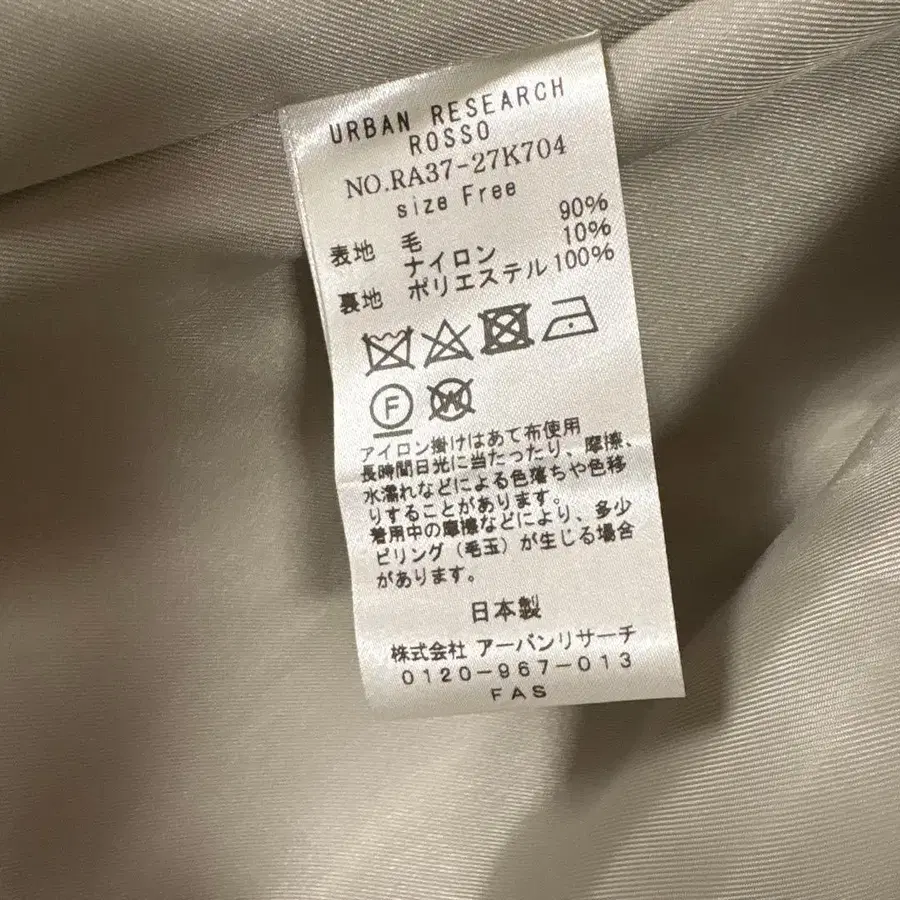 URBAN RESEARCH
ROSSO
NO.RA37-27K704
size Free
表地 毛 90%
ナイロン 10%
裏地 ポリエステル 100%
F W
アイロン掛けはあて布使用
長時間日光に当たったり、摩擦、
水濡れなどによる色落ちや色移
りすることがあります。
着用中の摩擦などにより、多少
ピリング（毛玉）が生じる場合
があります。
日本製
株式会社 アーバンリサーチ
0120-967-013
FAS